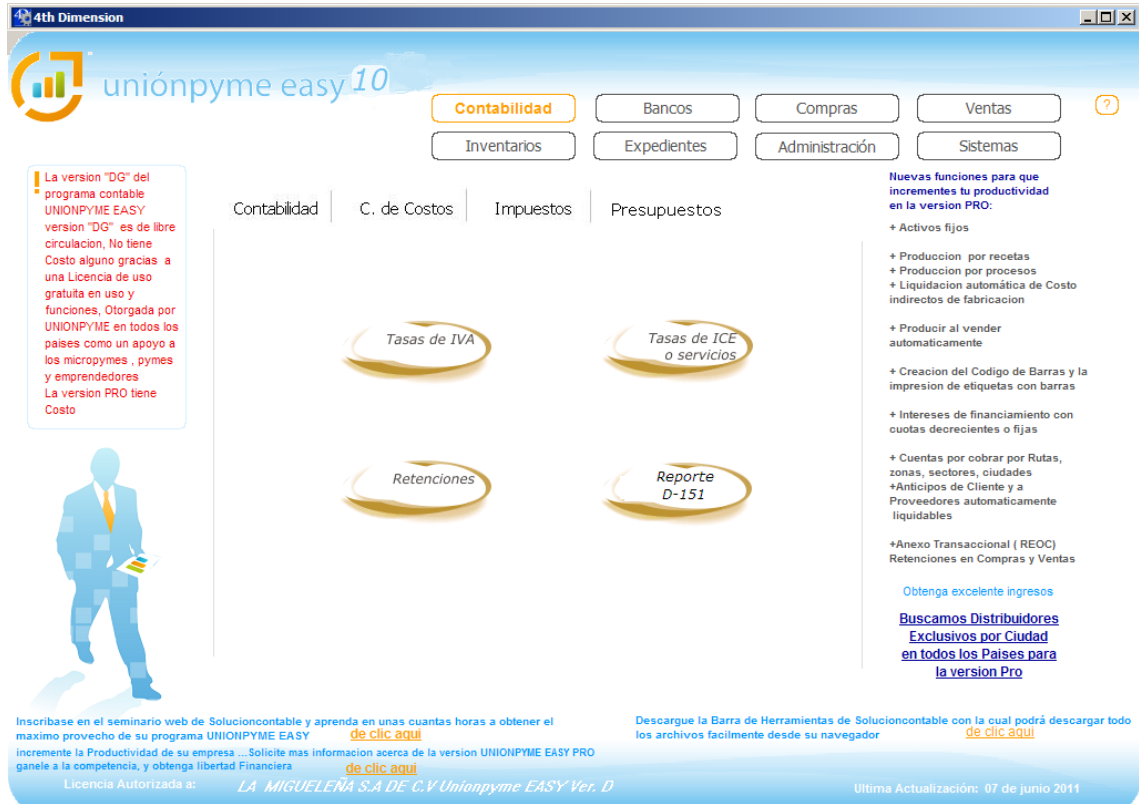 4th Dimension
uniónpyme easy 10
Contabilidad
Bancos
Compras
Ventas
?
Inventarios
Expedientes
Administración
Sistemas
! La version "DG" del
programa contable
UNIONPYME EASY
version "DG" es de libre
circulacion, No tiene
Costo alguno gracias a
una Licencia de uso
gratuita en uso y
funciones, Otorgada por
UNIONPYME en todos los
paises como un apoyo a
los micropymes , pymes
y emprendedores
La version PRO tiene
Costo
Contabilidad
C. de Costos
Impuestos
Presupuestos
Tasas de IVA
Tasas de ICE
o servicios
Retenciones
Reporte
D-151
Nuevas funciones para que
incrementes tu productividad
en la version PRO:
+ Activos fijos
+ Produccion por recetas
+ Produccion por procesos
+ Liquidacion automática de Costo
indirectos de fabricacion
+ Producir al vender
automaticamente
+ Creacion del Codigo de Barras y la
impresion de etiquetas con barras
+ Intereses de financiamiento con
cuotas decrecientes o fijas
+ Cuentas por cobrar por Rutas,
zonas, sectores, ciudades
+Anticipos de Cliente y a
Proveedores automaticamente
liquidables
+Anexo Transaccional ( REOC)
Retenciones en Compras y Ventas
Obtenga excelente ingresos
Buscamos Distribuidores
Exclusivos por Ciudad
en todos los Paises para
la version Pro
Inscribase en el seminario web de Solucioncontable y aprenda en unas cuantas horas a obtener el
maximo provecho de su programa UNIONPYME EASY de clic aqui
incremente la Productividad de su empresa ...Solicite mas informacion acerca de la version UNIONPYME EASY PRO
ganele a la competencia, y obtenga libertad Financiera de clic aqui
Descargue la Barra de Herramientas de Solucioncontable con la cual podrá descargar todo
los archivos facilmente desde su navegador de clic aqui
Licencia Autorizada a: LA MIGUELEÑA S.A DE C.V Unionpyme EASY Ver. D
Ultima Actualización: 07 de junio 2011